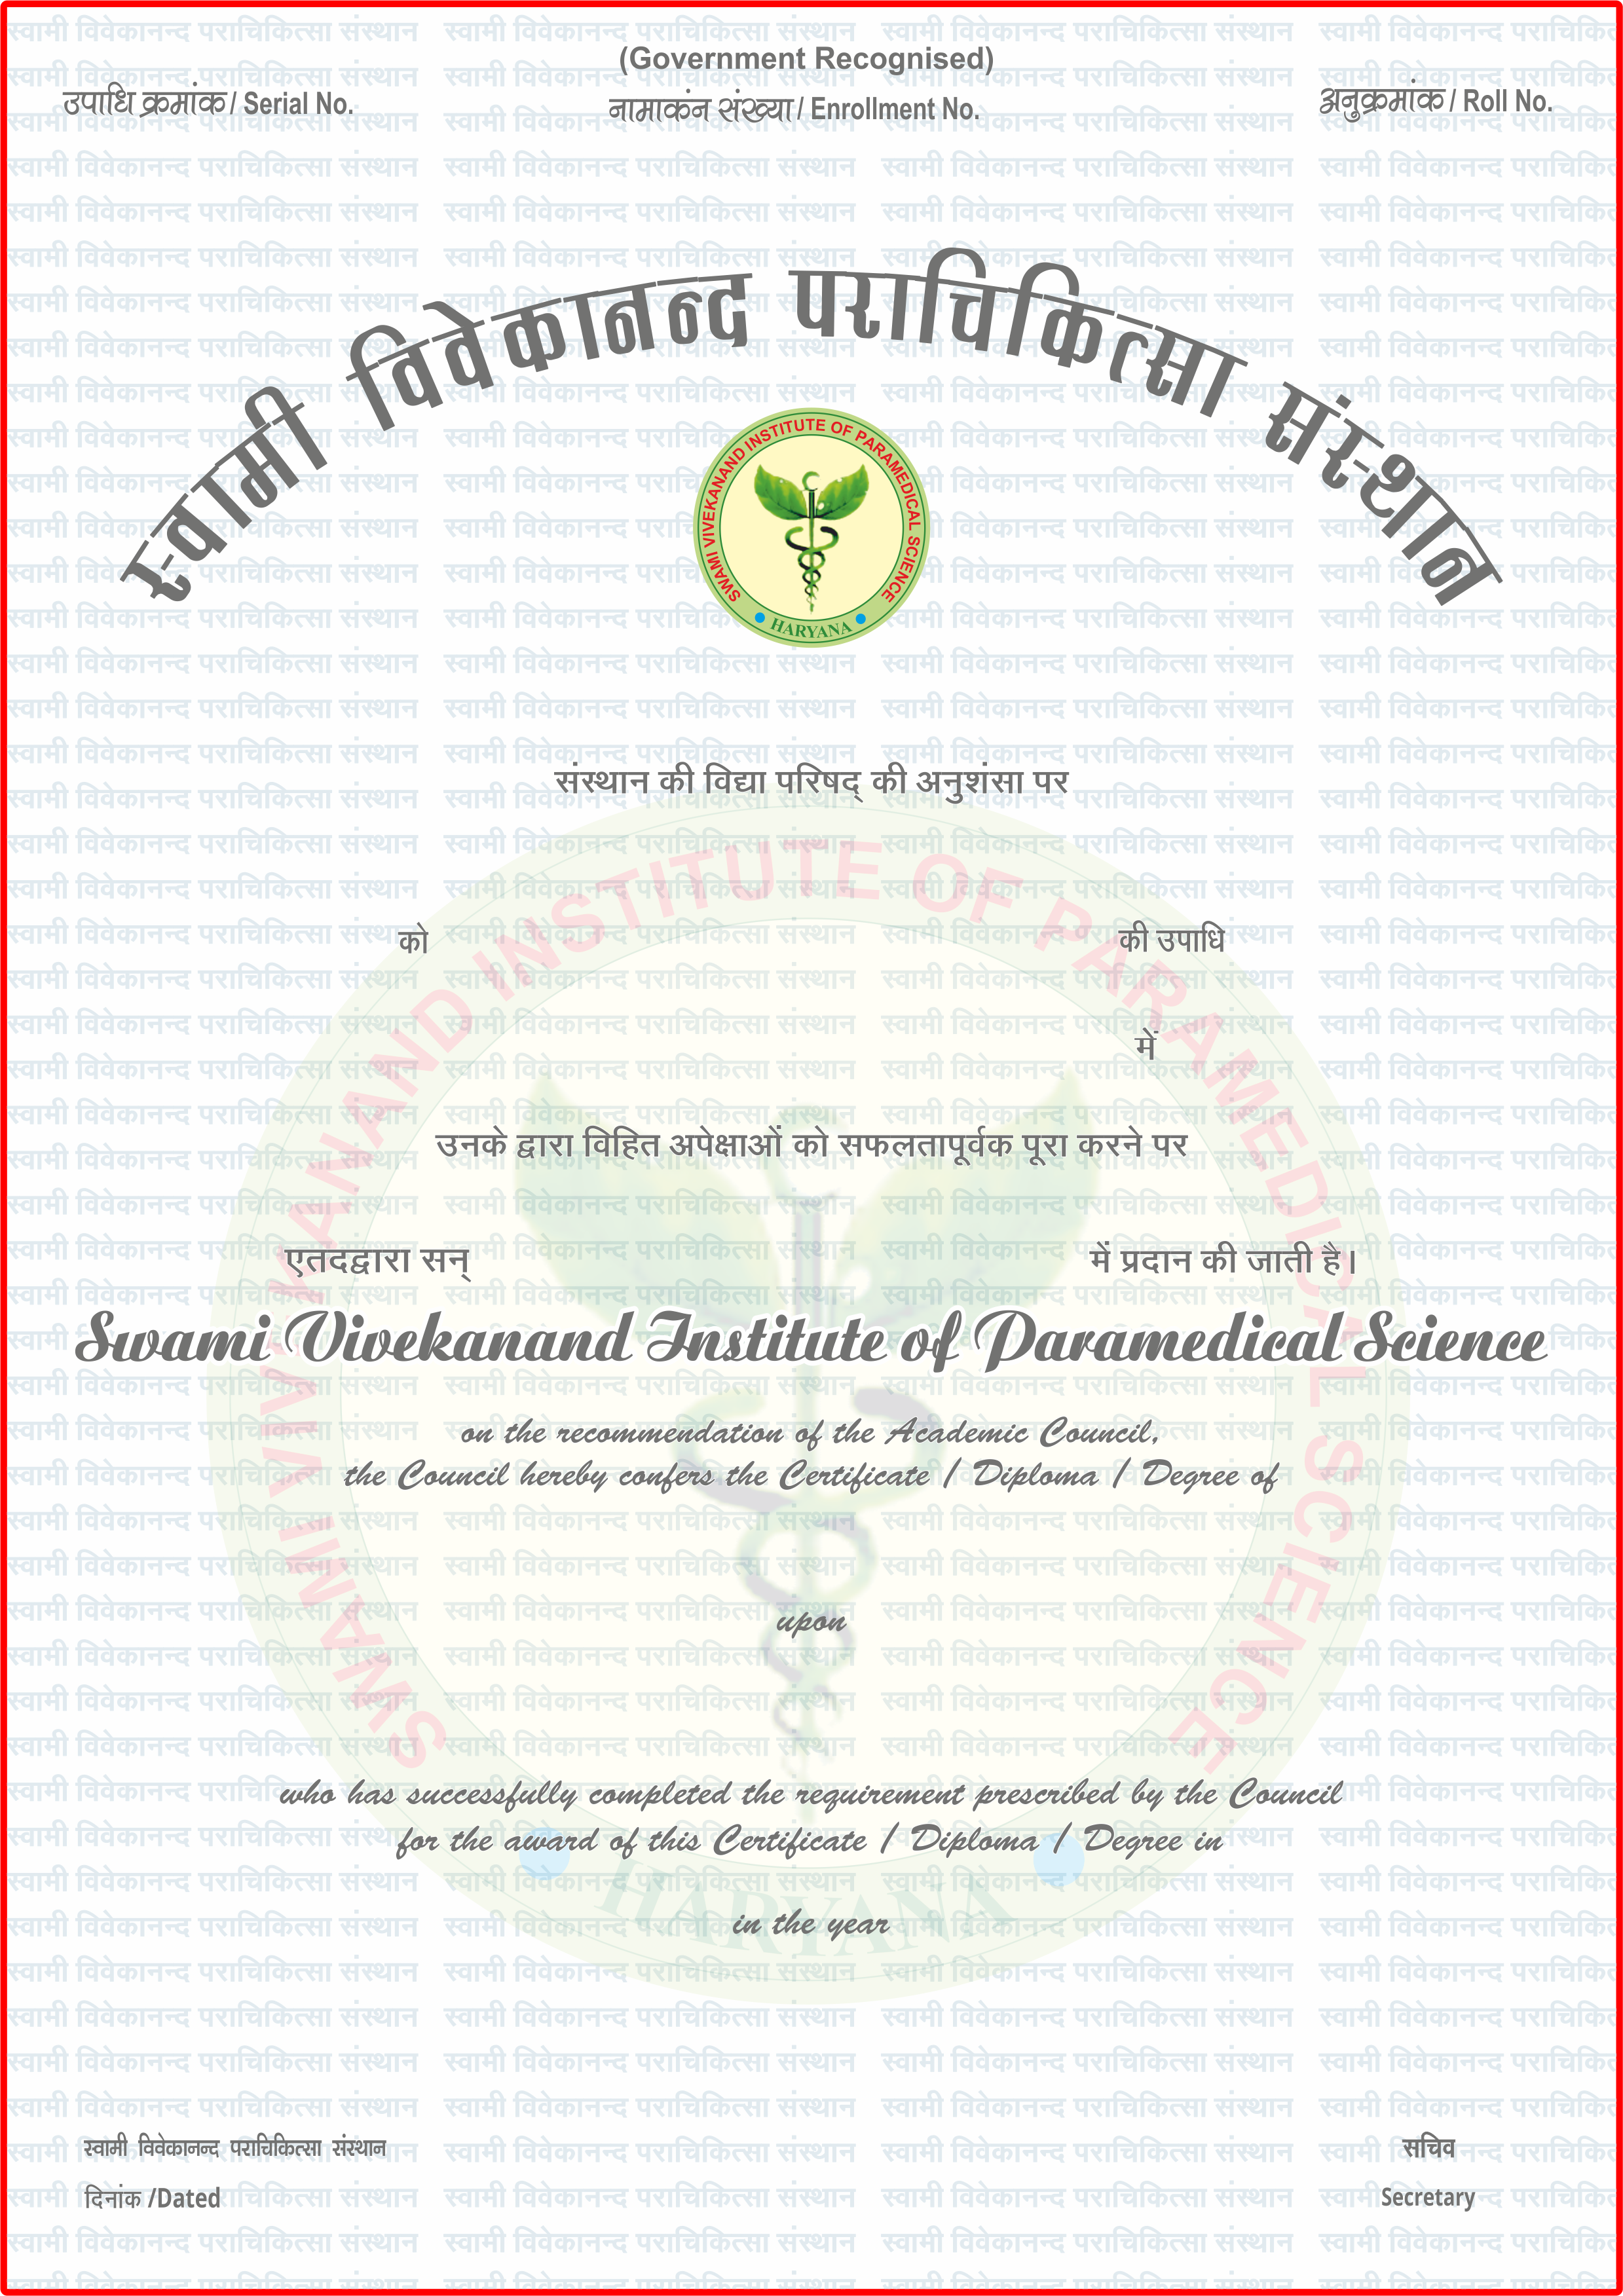 (Government Recognised)
उपाधि क्रमांक / Serial No.
नामाकंन संख्या / Enrollment No.
अनुक्रमांक / Roll No.
स्वामी विवेकानन्द पराचिकित्सा संस्थान
SWAMI VIVEKANAND INSTITUTE OF PARAMEDICAL SCIENCE
HARYANA
संस्थान की विद्या परिषद् की अनुशंसा पर
को
की उपाधि
में
उनके द्वारा विहित अपेक्षाओं को सफलतापूर्वक पूरा करने पर
एतदद्वारा सन्
में प्रदान की जाती है।
Swami Vivekanand Institute of Paramedical Science
on the recommendation of the Academic Council,
the Council hereby confers the Certificate / Diploma / Degree of
upon
who has successfully completed the requirement prescribed by the Council
for the award of this Certificate / Diploma / Degree in
in the year
स्वामी विवेकानन्द पराचिकित्सा संस्थान
सचिव
दिनांक /Dated
Secretary